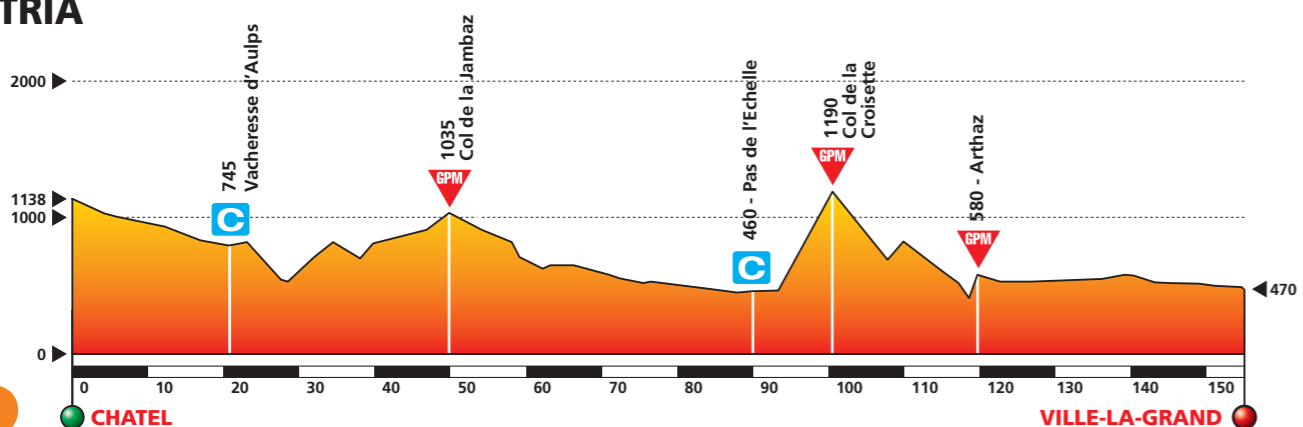 TRIA
2000
1138
1000
0
745
Vacheresse d'Aulps
C
1035
Col de la Jambaz
GPM
460 - Pas de l'Echelle
C
1190
Col de la
Croisette
GPM
580 - Arthaz
GPM
470
0 10 20 30 40 50 60 70 80 90 100 110 120 130 140 150
CHATEL
VILLE-LA-GRAND